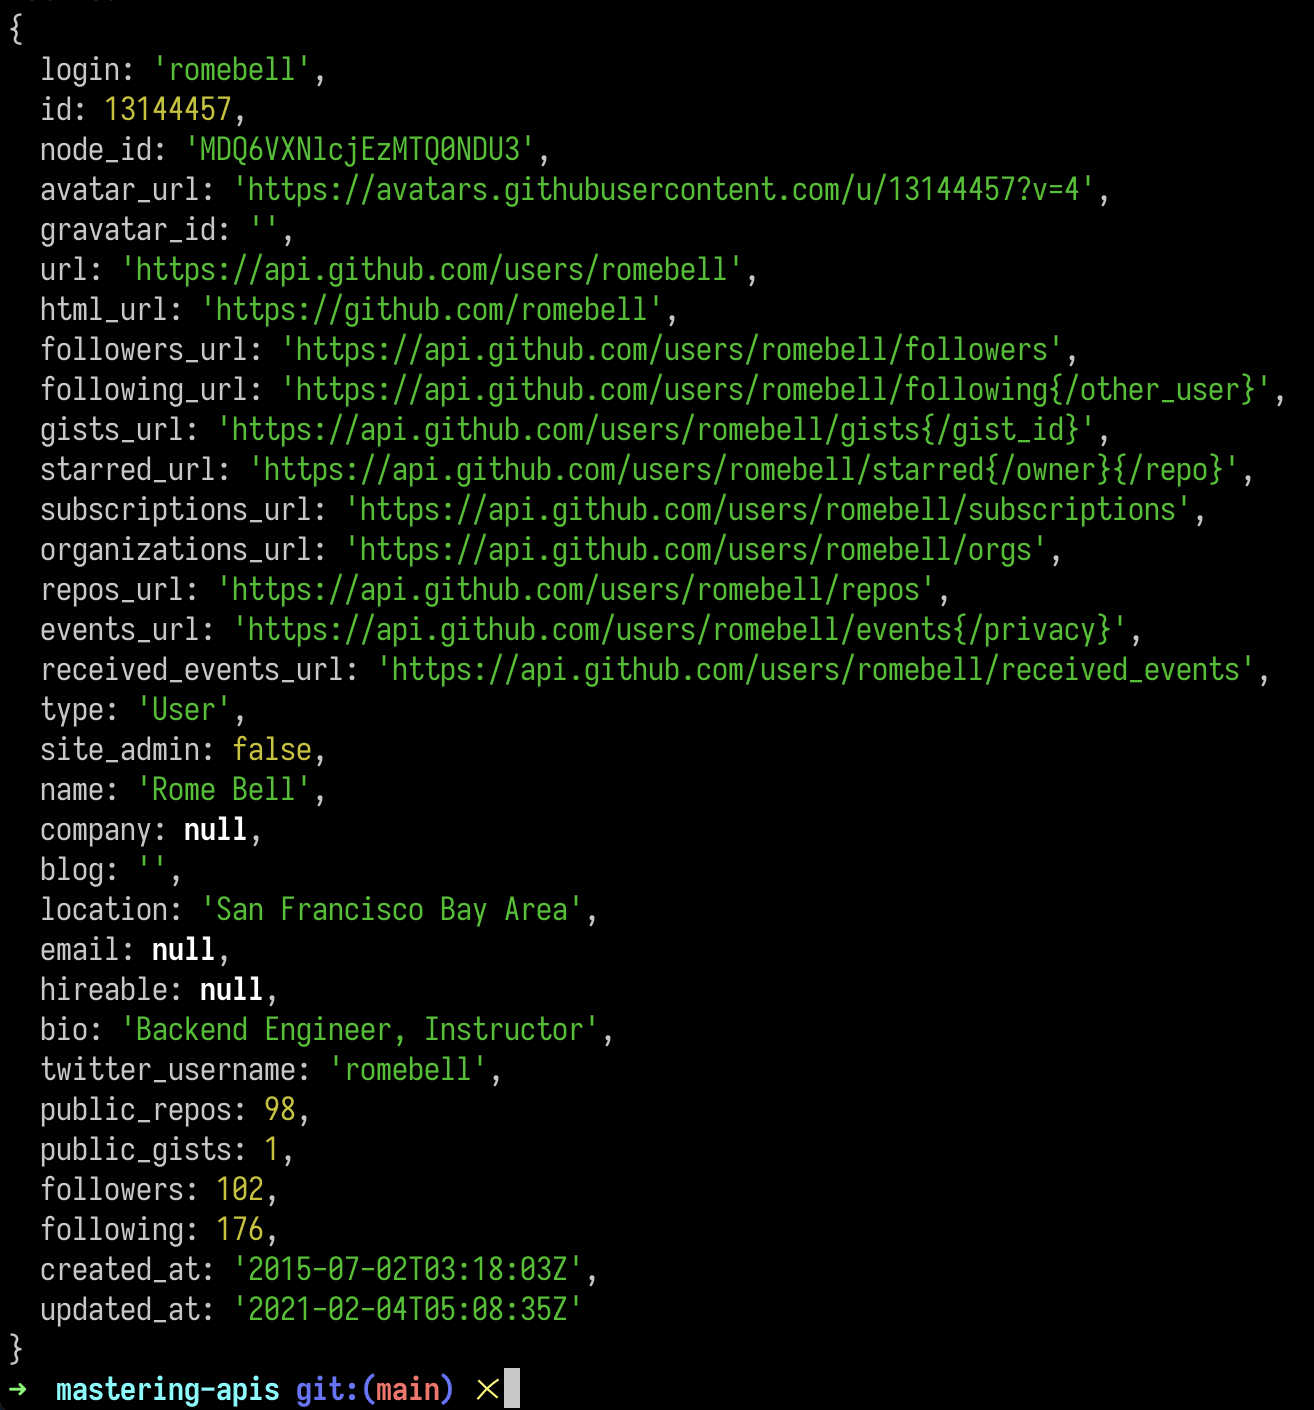 {
  login: 'romebell',
  id: 13144457,
  node_id: 'MDQ6VXNlcjEzMTQ0NDU3',
  avatar_url: 'https://avatars.githubusercontent.com/u/13144457?v=4',
  gravatar_id: '',
  url: 'https://api.github.com/users/romebell',
  html_url: 'https://github.com/romebell',
  followers_url: 'https://api.github.com/users/romebell/followers',
  following_url: 'https://api.github.com/users/romebell/following{/other_user}',
  gists_url: 'https://api.github.com/users/romebell/gists{/gist_id}',
  starred_url: 'https://api.github.com/users/romebell/starred{/owner}{/repo}',
  subscriptions_url: 'https://api.github.com/users/romebell/subscriptions',
  organizations_url: 'https://api.github.com/users/romebell/orgs',
  repos_url: 'https://api.github.com/users/romebell/repos',
  events_url: 'https://api.github.com/users/romebell/events{/privacy}',
  received_events_url: 'https://api.github.com/users/romebell/received_events',
  type: 'User',
  site_admin: false,
  name: 'Rome Bell',
  company: null,
  blog: '',
  location: 'San Francisco Bay Area',
  email: null,
  hireable: null,
  bio: 'Backend Engineer, Instructor',
  twitter_username: 'romebell',
  public_repos: 98,
  public_gists: 1,
  followers: 102,
  following: 176,
  created_at: '2015-07-02T03:18:03Z',
  updated_at: '2021-02-04T05:08:35Z'
}
➜  mastering-apis git:(main) ✗